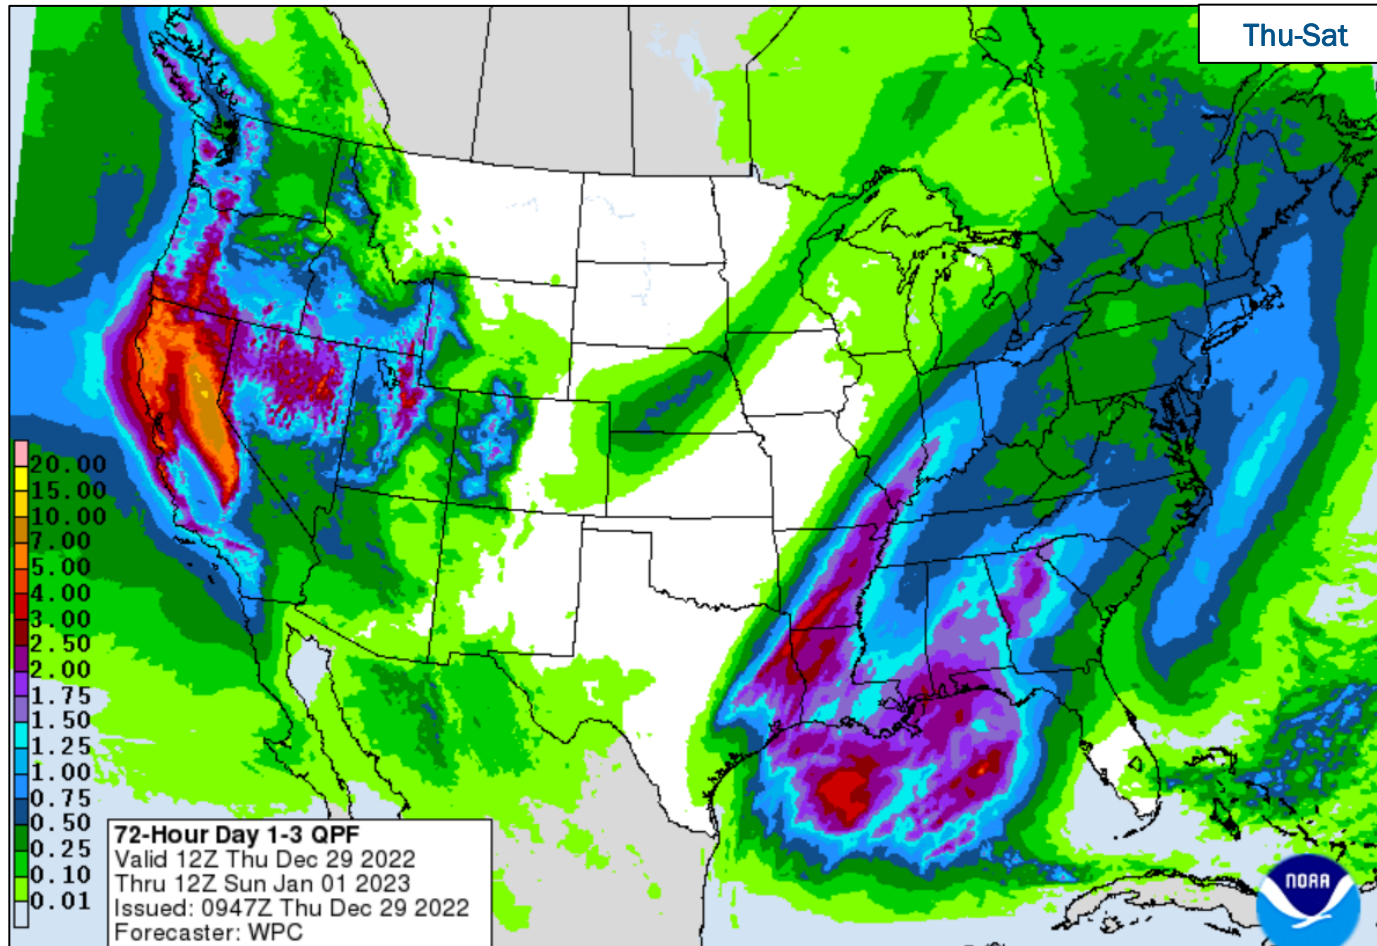 Thu-Sat
20.00
15.00
10.00
7.00
5.00
4.00
3.00
2.50
2.00
1.75
1.50
1.25
1.00
0.75
0.50
0.25
0.10
0.01
72-Hour Day 1-3 QPF
Valid 12Z Thu Dec 29 2022
Thru 12Z Sun Jan 01 2023
Issued: 0947Z Thu Dec 29 2022
Forecaster: WPC
NOAA